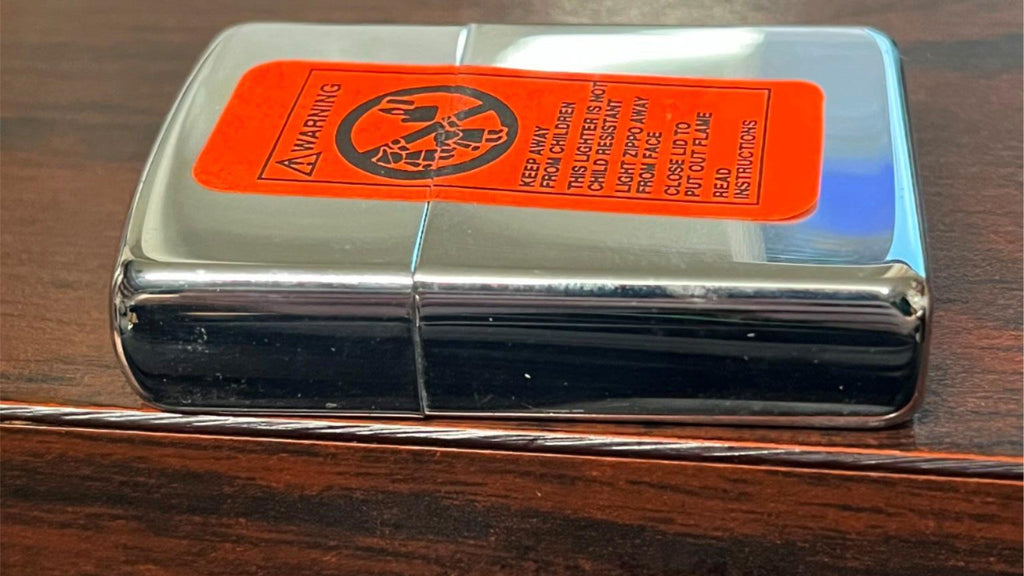 WARNING
KEEP AWAY
FROM CHILDREN
THIS LIGHTER IS NOT
CHILD RESISTANT
LIGHT ZIPPO AWAY
FROM FACE
CLOSE LID TO
PUT OUT FLAME
READ
INSTRUCTIONS